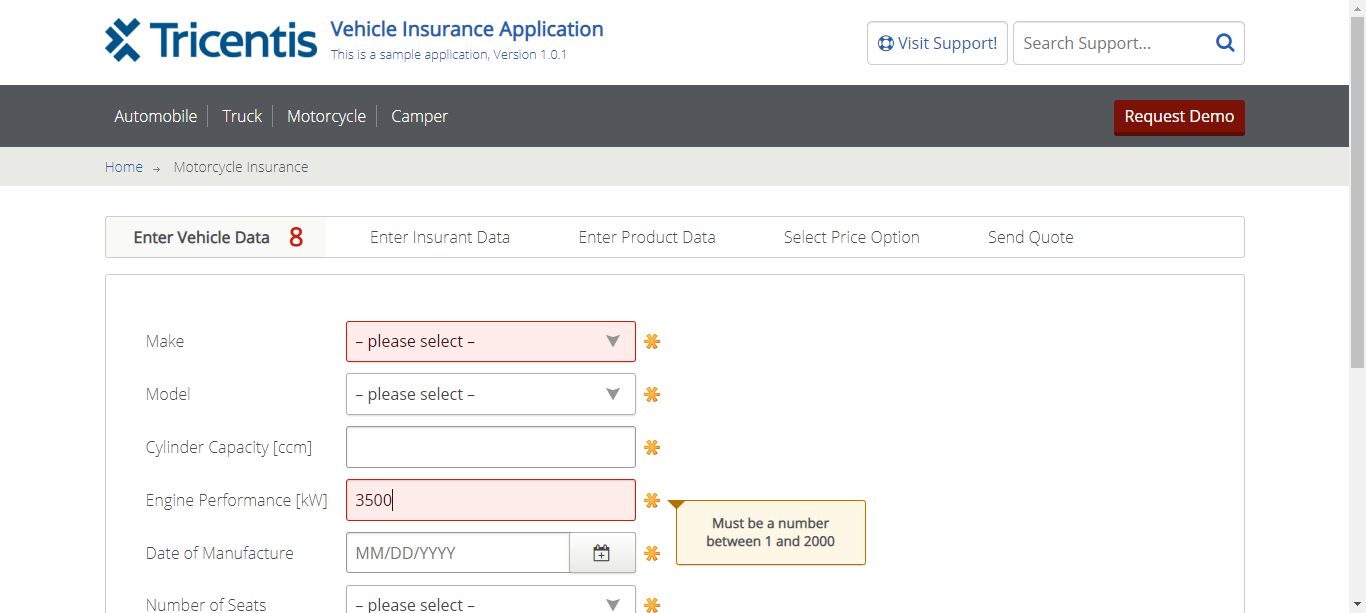 Tricentis
Vehicle Insurance Application
This is a sample application, Version 1.0.1
Visit Support!
Search Support...
Automobile
Truck
Motorcycle
Camper
Request Demo
Home → Motorcycle Insurance
Enter Vehicle Data 8
Enter Insurant Data
Enter Product Data
Select Price Option
Send Quote
Make
– please select –
Model
– please select –
Cylinder Capacity [ccm]
Engine Performance [kW]
3500
Must be a number
between 1 and 2000
Date of Manufacture
MM/DD/YYYY
Number of Seats
– please select –